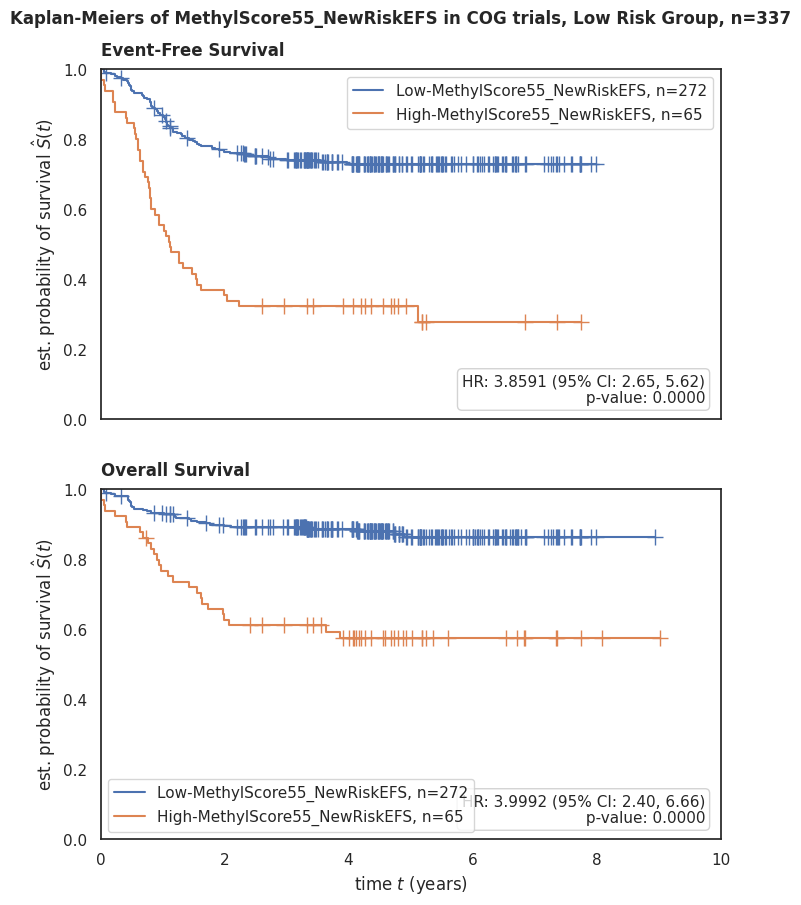 Kaplan-Meiers of MethylScore55_NewRiskEFS in COG trials, Low Risk Group, n=337
Event-Free Survival
est. probability of survival Ŝ(t)
1.0
0.8
0.6
0.4
0.2
0.0
Low-MethylScore55_NewRiskEFS, n=272
High-MethylScore55_NewRiskEFS, n=65
HR: 3.8591 (95% CI: 2.65, 5.62)
p-value: 0.0000
Overall Survival
est. probability of survival Ŝ(t)
1.0
0.8
0.6
0.4
0.2
0.0
Low-MethylScore55_NewRiskEFS, n=272
High-MethylScore55_NewRiskEFS, n=65
HR: 3.9992 (95% CI: 2.40, 6.66)
p-value: 0.0000
0 2 4 6 8 10
time t (years)